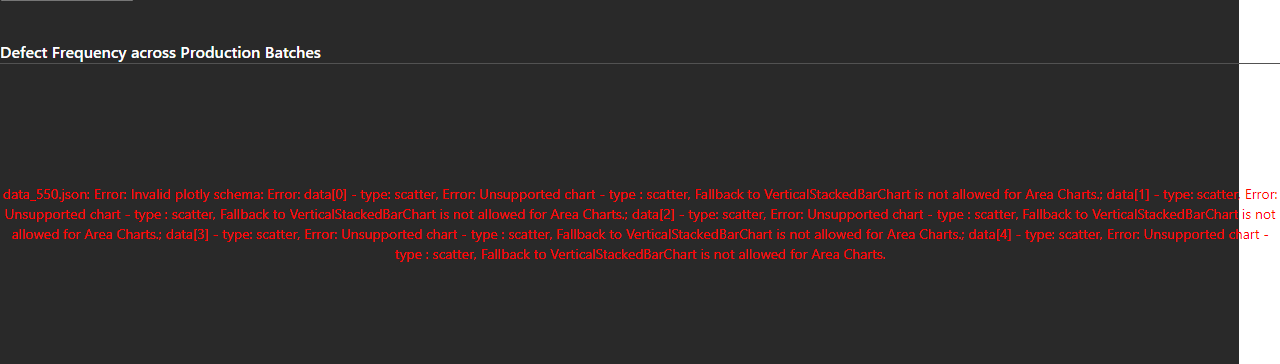 Defect Frequency across Production Batches
data_550.json: Error: Invalid plotly schema: Error: data[0] - type: scatter, Error: Unsupported chart - type : scatter, Fallback to VerticalStackedBarChart is not allowed for Area Charts.; data[1] - type: scatter, Error:
Unsupported chart - type : scatter, Fallback to VerticalStackedBarChart is not allowed for Area Charts.; data[2] - type: scatter, Error: Unsupported chart - type : scatter, Fallback to VerticalStackedBarChart is not
allowed for Area Charts.; data[3] - type: scatter, Error: Unsupported chart - type : scatter, Fallback to VerticalStackedBarChart is not allowed for Area Charts.; data[4] - type: scatter, Error: Unsupported chart -
type : scatter, Fallback to VerticalStackedBarChart is not allowed for Area Charts.